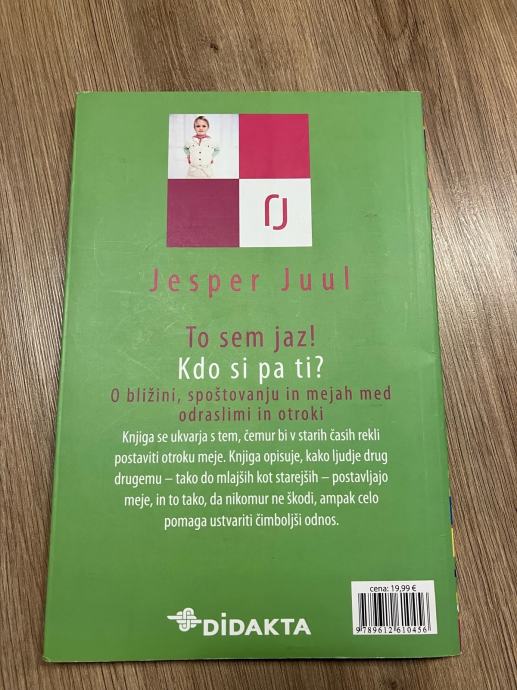 Jesper Juul
To sem jaz!
Kdo si pa ti?
O bližini, spoštovanju in mejah med
odraslimi in otroki
Knjiga se ukvarja s tem, čemur bi v starih časih rekli
postaviti otroku meje. Knjiga opisuje, kako ljudje drug
drugemu – tako do mlajših kot starejših – postavljajo
meje, in to tako, da nikomur ne škodi, ampak celo
pomaga ustvariti čimboljši odnos.
cena: 19,99 €
9789612610456
DiDAKTA